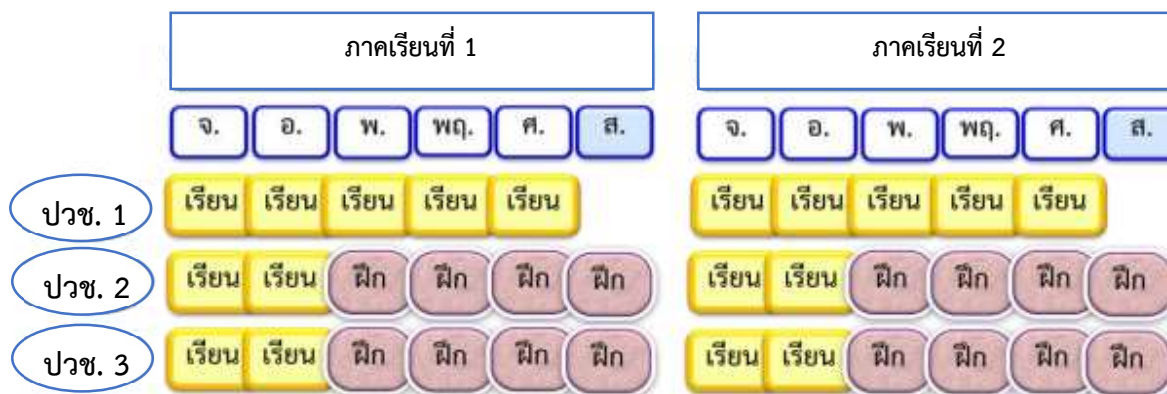 ภาคเรียนที่ 1 ภาคเรียนที่ 2
จ. อ. พ. พฤ. ศ. ส. จ. อ. พ. พฤ. ศ. ส.
ปวช. 1 เรียน เรียน เรียน เรียน เรียน เรียน เรียน เรียน เรียน เรียน
ปวช. 2 เรียน เรียน ฝึก ฝึก ฝึก ฝึก เรียน เรียน ฝึก ฝึก ฝึก ฝึก
ปวช. 3 เรียน เรียน ฝึก ฝึก ฝึก ฝึก เรียน เรียน ฝึก ฝึก ฝึก ฝึก